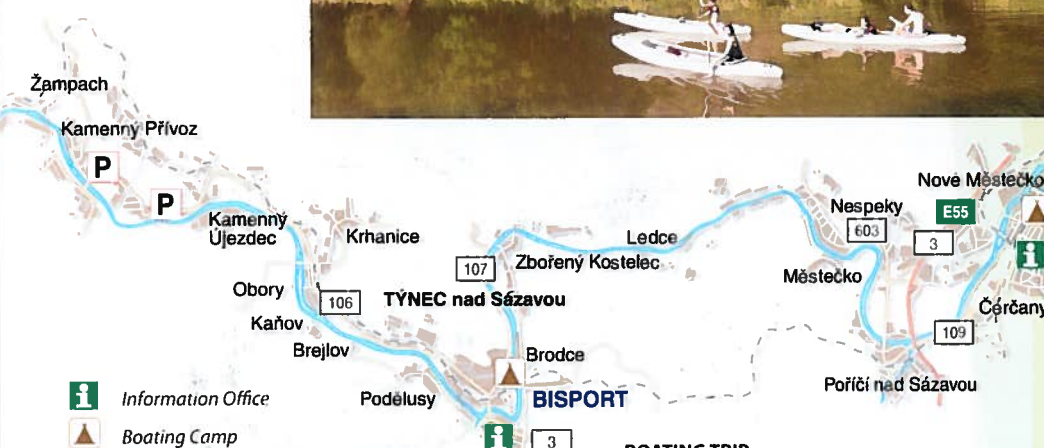 Žampach
Kamenný Přívoz
P
P
Kamenný
Újezdec
Krhanice
Obory
106
Kaňov
Brejlov
Podělusy
107
TÝNEC nad Sázavou
Zbořený Kostelec
Ledce
Brodce
BISPORT
3
Nové Městečko
E55
Nespeky
603
3
Městečko
Čerčany
109
Poříčí nad Sázavou
i
Information Office
Boating Camp
BOATING TRIP